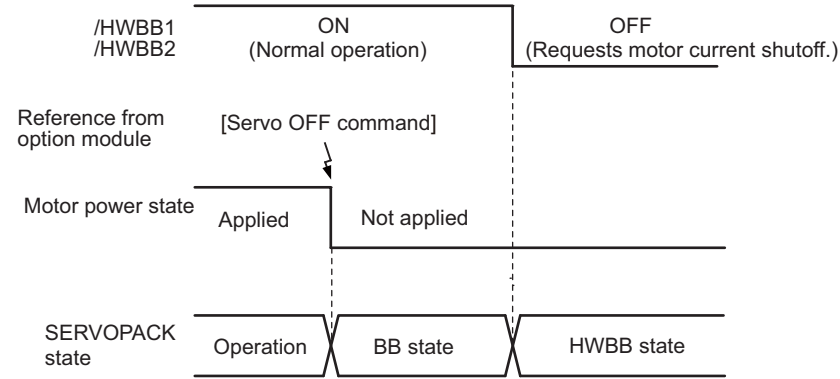 /HWBB1
/HWBB2
ON
(Normal operation)
OFF
(Requests motor current shutoff.)
Reference from
option module
[Servo OFF command]
Motor power state
Applied
Not applied
SERVOPACK
state
Operation
BB state
HWBB state